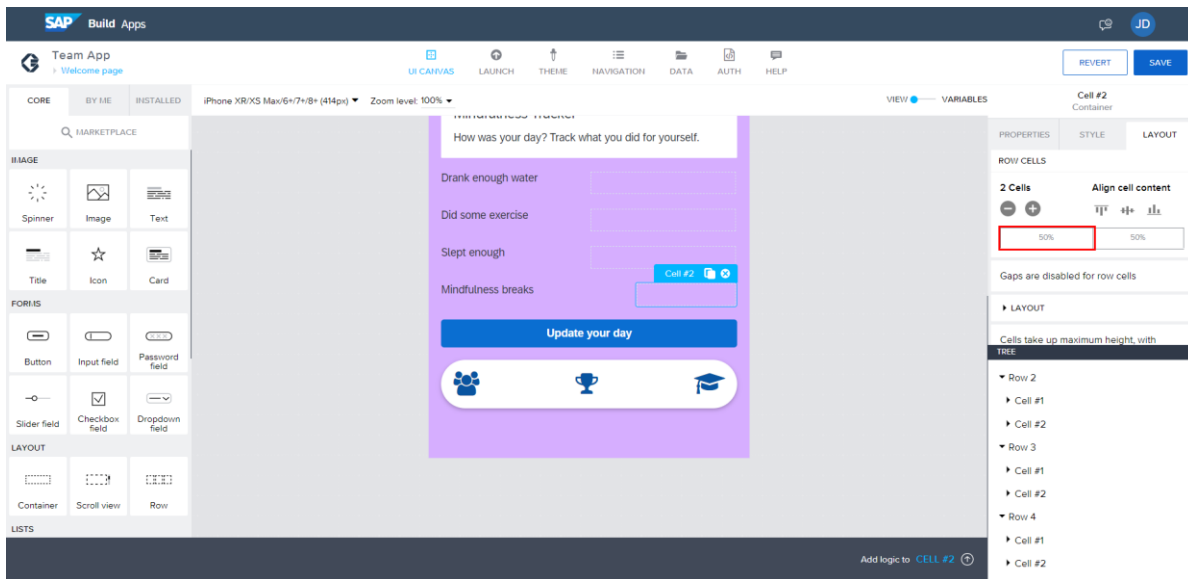 SAP Build Apps
JD
Team App
Welcome page
UI CANVAS LAUNCH THEME NAVIGATION DATA AUTH HELP
REVERT SAVE
CORE BY ME INSTALLED
iPhone XR/XS Max/6+/7+/8+ (414px) Zoom level: 100%
VIEW VARIABLES
Cell #2
Container
MARKETPLACE
PROPERTIES STYLE LAYOUT
IMAGE
Spinner Image Text
Title Icon Card
FORMS
Button Input field Password field
Slider field Checkbox field Dropdown field
LAYOUT
Container Scroll view Row
LISTS
Mindfulness Tracker
How was your day? Track what you did for yourself.
Drank enough water
Did some exercise
Slept enough
Cell #2
Mindfulness breaks
Update your day
ROW CELLS
2 Cells Align cell content
50% 50%
Gaps are disabled for row cells
LAYOUT
Cells take up maximum height, with
TREE
Row 2
Cell #1
Cell #2
Row 3
Cell #1
Cell #2
Row 4
Cell #1
Cell #2
Add logic to CELL #2